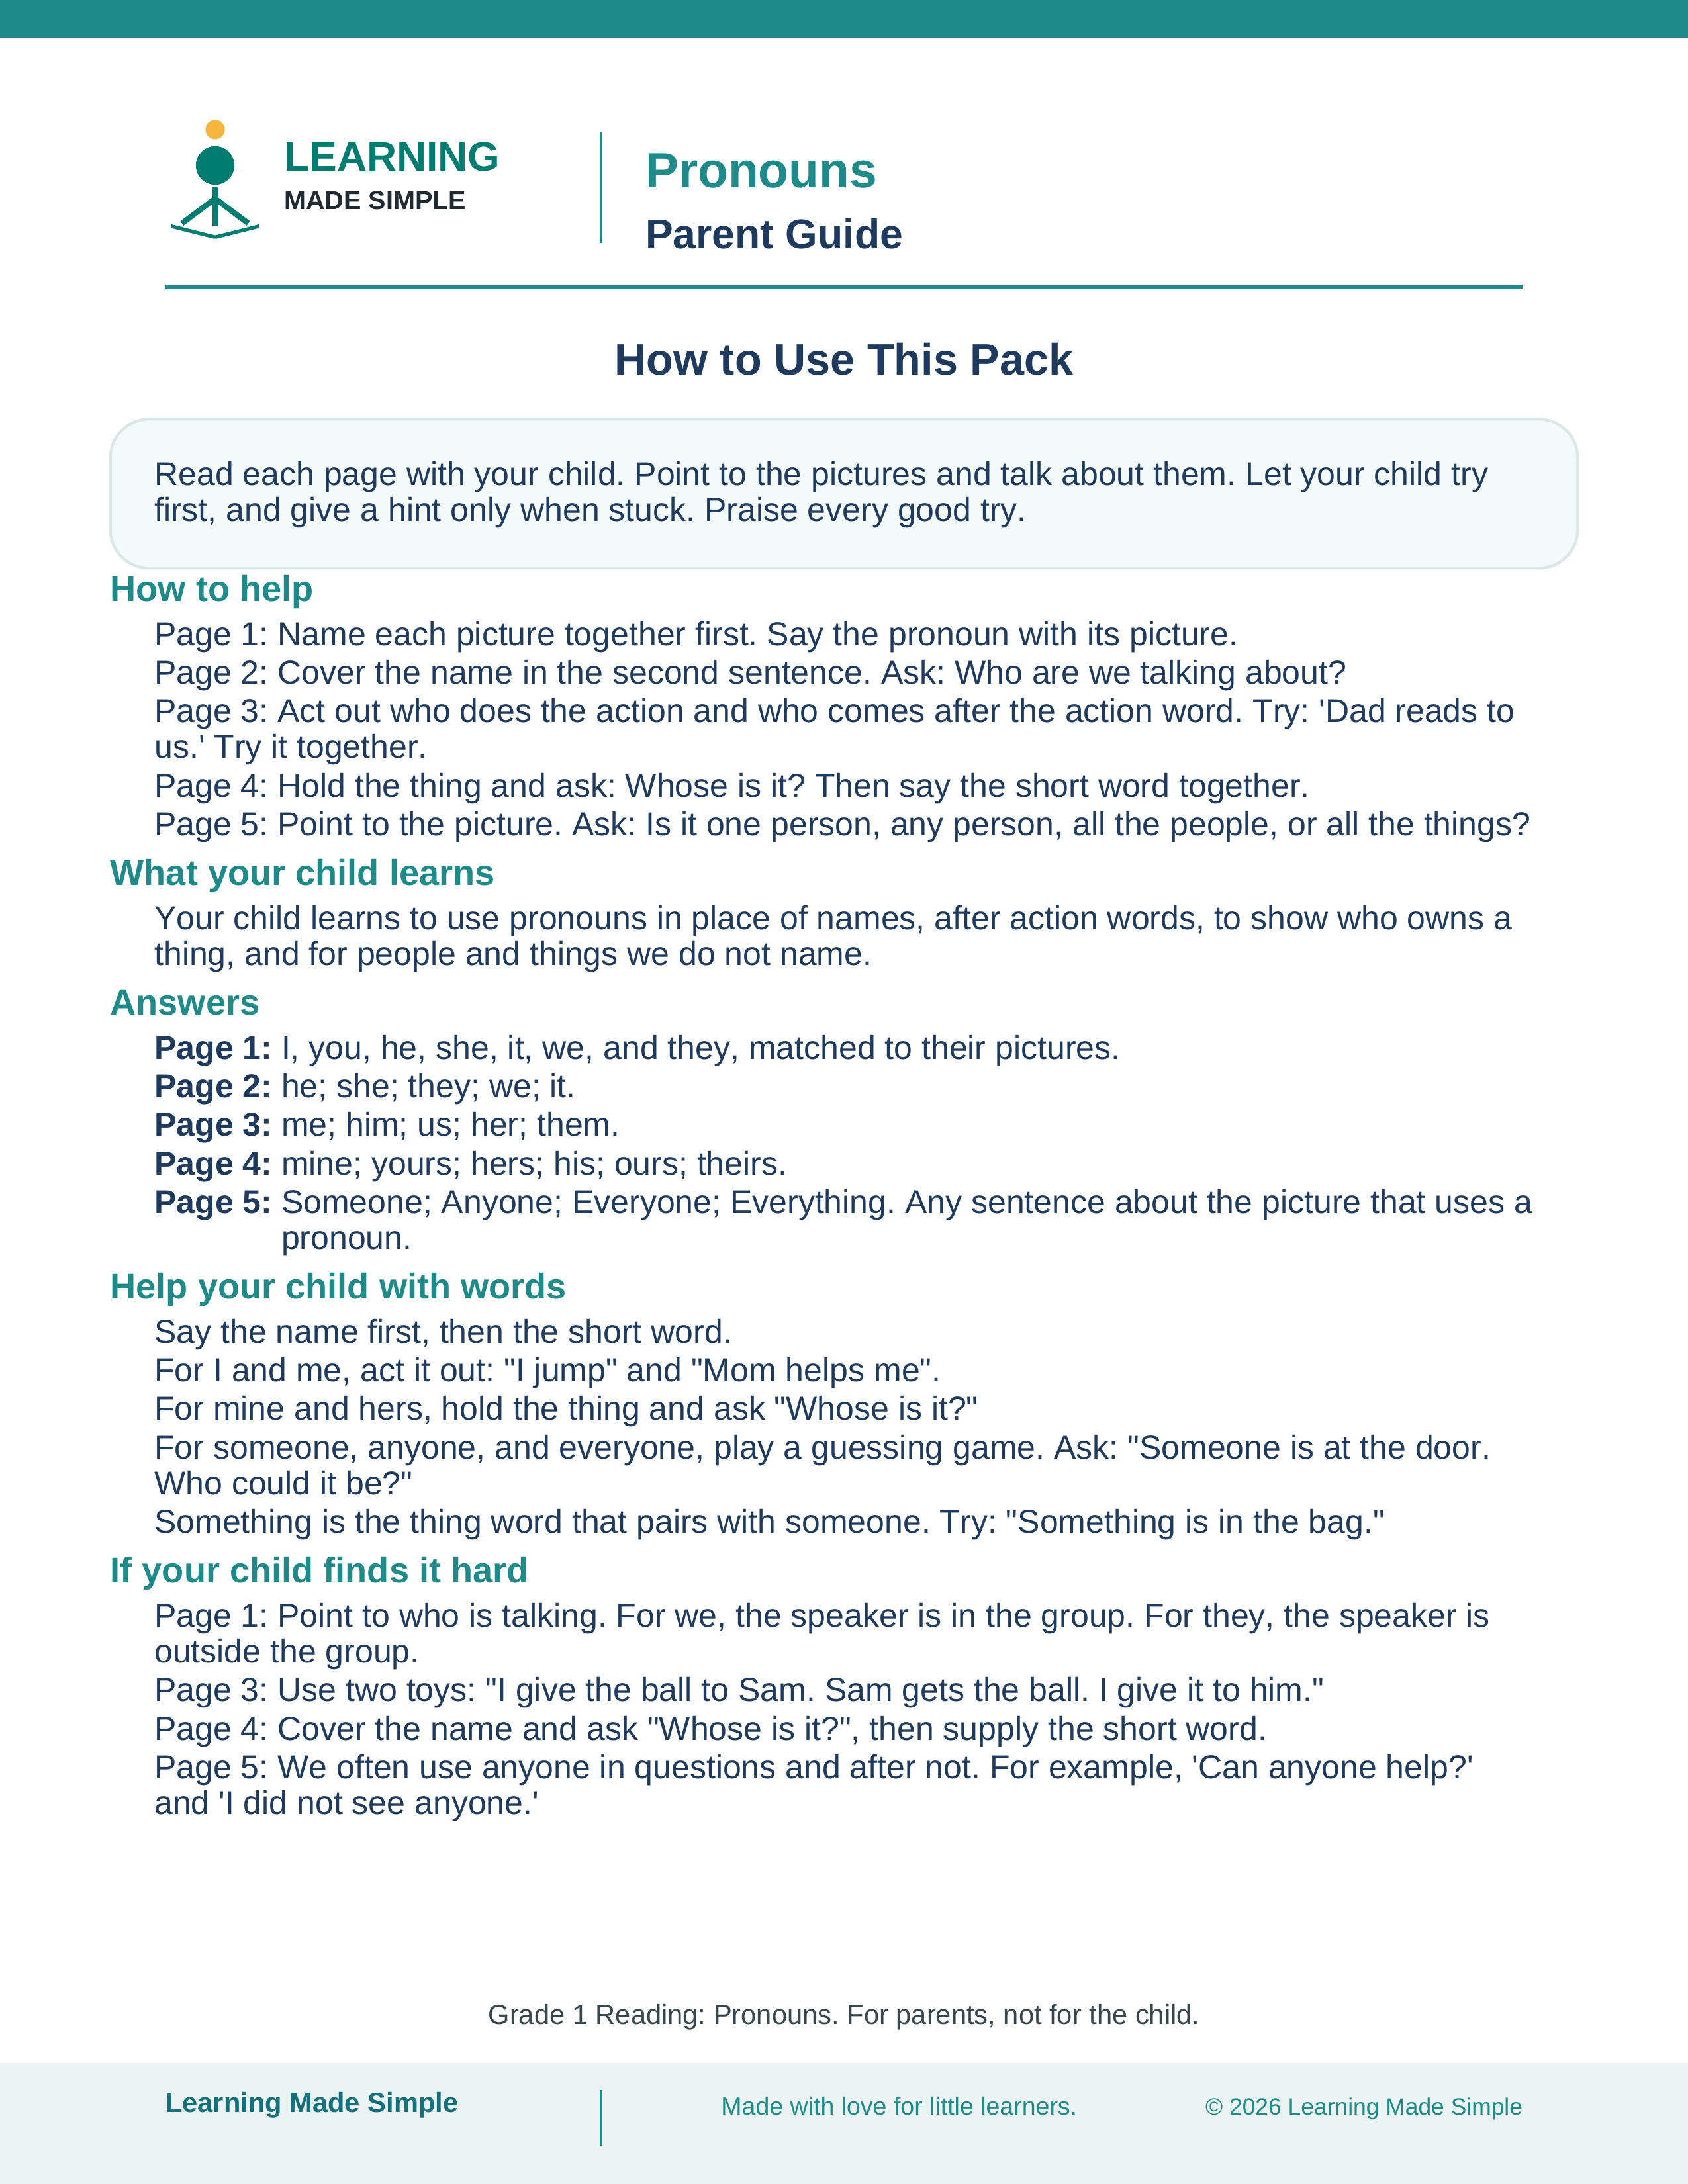 LEARNING
MADE SIMPLE
Pronouns
Parent Guide
How to Use This Pack
Read each page with your child. Point to the pictures and talk about them. Let your child try
first, and give a hint only when stuck. Praise every good try.
How to help
Page 1: Name each picture together first. Say the pronoun with its picture.
Page 2: Cover the name in the second sentence. Ask: Who are we talking about?
Page 3: Act out who does the action and who comes after the action word. Try: 'Dad reads to
us.' Try it together.
Page 4: Hold the thing and ask: Whose is it? Then say the short word together.
Page 5: Point to the picture. Ask: Is it one person, any person, all the people, or all the things?
What your child learns
Your child learns to use pronouns in place of names, after action words, to show who owns a
thing, and for people and things we do not name.
Answers
Page 1: I, you, he, she, it, we, and they, matched to their pictures.
Page 2: he; she; they; we; it.
Page 3: me; him; us; her; them.
Page 4: mine; yours; hers; his; ours; theirs.
Page 5: Someone; Anyone; Everyone; Everything. Any sentence about the picture that uses a
pronoun.
Help your child with words
Say the name first, then the short word.
For I and me, act it out: "I jump" and "Mom helps me".
For mine and hers, hold the thing and ask "Whose is it?"
For someone, anyone, and everyone, play a guessing game. Ask: "Someone is at the door.
Who could it be?"
Something is the thing word that pairs with someone. Try: "Something is in the bag."
If your child finds it hard
Page 1: Point to who is talking. For we, the speaker is in the group. For they, the speaker is
outside the group.
Page 3: Use two toys: "I give the ball to Sam. Sam gets the ball. I give it to him."
Page 4: Cover the name and ask "Whose is it?", then supply the short word.
Page 5: We often use anyone in questions and after not. For example, 'Can anyone help?'
and 'I did not see anyone.'
Grade 1 Reading: Pronouns. For parents, not for the child.
Learning Made Simple
Made with love for little learners.
© 2026 Learning Made Simple